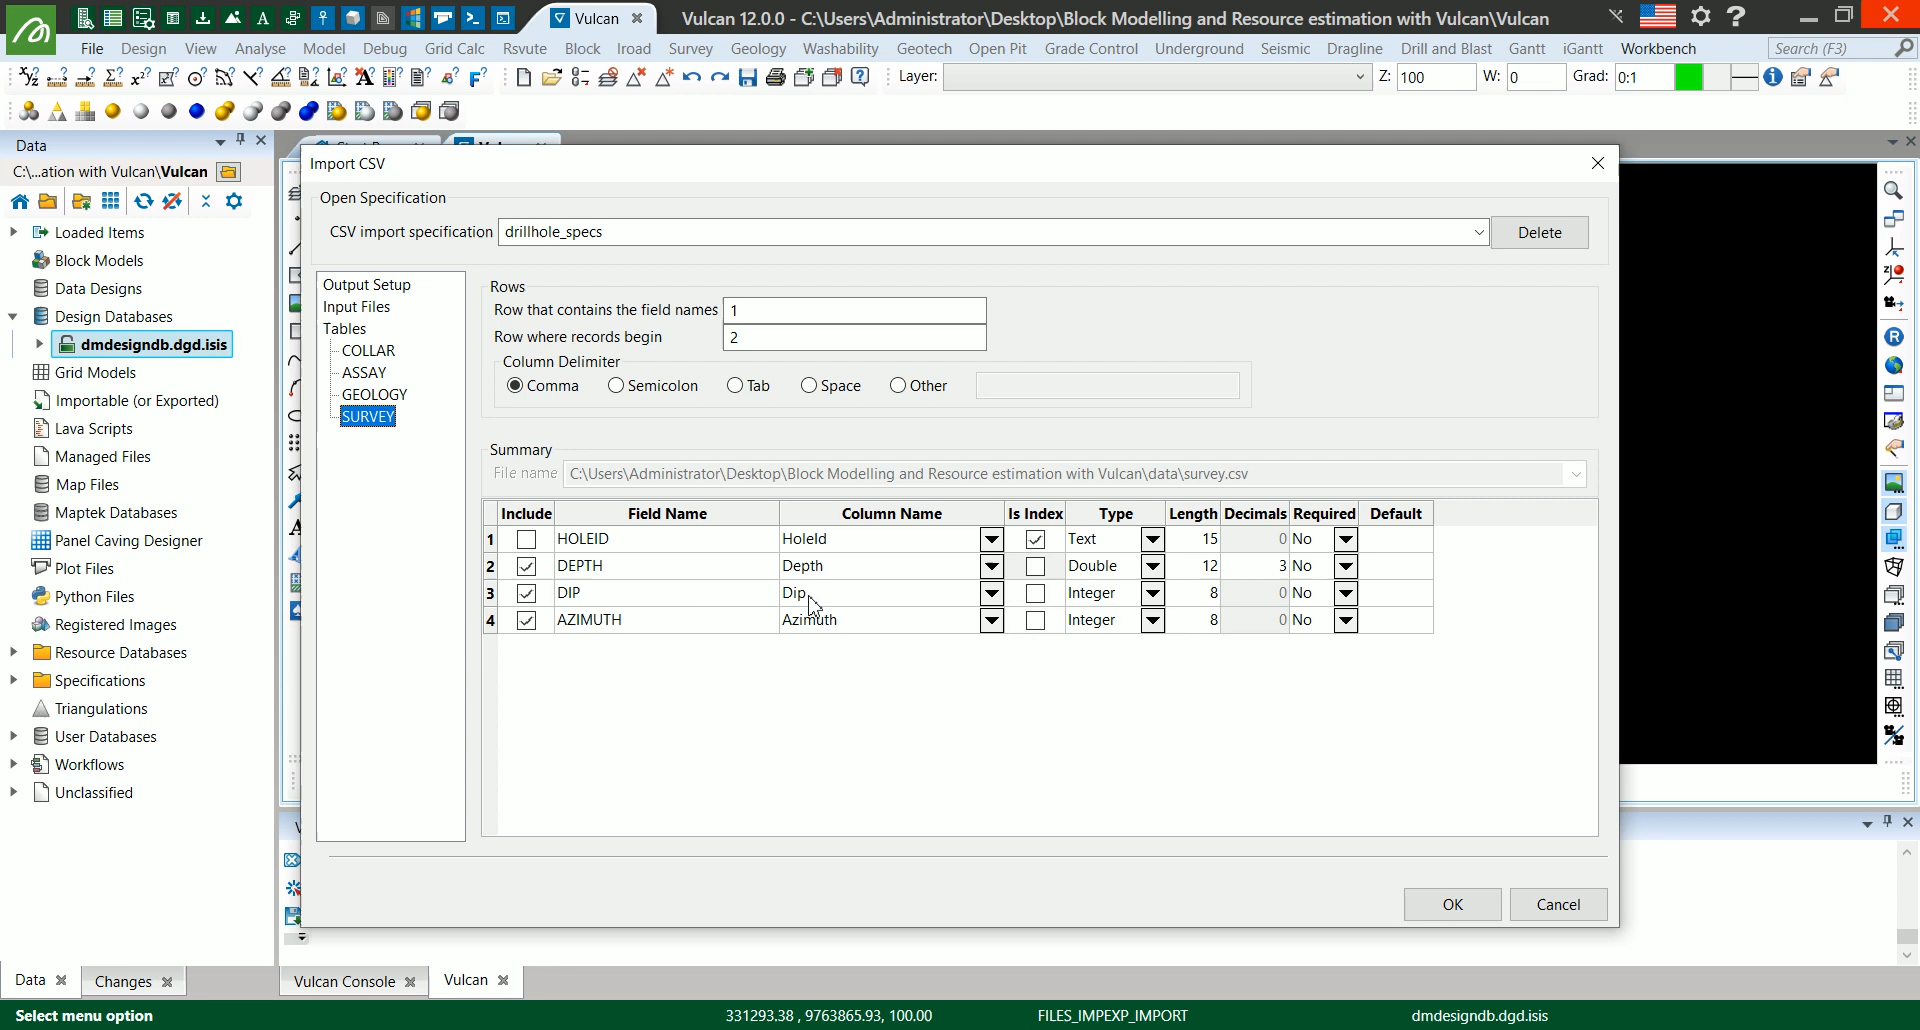 Vulcan
Vulcan 12.0.0 - C:\Users\Administrator\Desktop\Block Modelling and Resource estimation with Vulcan\Vulcan
File Design View Analyse Model Debug Grid Calc Rsvute Block Iroad Survey Geology Washability Geotech Open Pit Grade Control Underground Seismic Dragline Drill and Blast Gantt iGantt Workbench Search (F3)
Layer: Z: 100 W: 0 Grad: 0:1
Data
C:\...ation with Vulcan\Vulcan
Loaded Items
Block Models
Data Designs
Design Databases
dmdesigndb.dgd.isis
Grid Models
Importable (or Exported)
Lava Scripts
Managed Files
Map Files
Maptek Databases
Panel Caving Designer
Plot Files
Python Files
Registered Images
Resource Databases
Specifications
Triangulations
User Databases
Workflows
Unclassified
Import CSV
Open Specification
CSV import specification drillhole_specs Delete
Output Setup
Input Files
Tables
COLLAR
ASSAY
GEOLOGY
SURVEY
Rows
Row that contains the field names 1
Row where records begin 2
Column Delimiter
Comma Semicolon Tab Space Other
Summary
File name C:\Users\Administrator\Desktop\Block Modelling and Resource estimation with Vulcan\data\survey.csv
Include Field Name Column Name Is Index Type Length Decimals Required Default
1 HOLEID HoleId Text 15 0 No
2 DEPTH Depth Double 12 3 No
3 DIP Dip Integer 8 0 No
4 AZIMUTH Azimuth Integer 8 0 No
OK Cancel
Data Changes Vulcan Console Vulcan
Select menu option 331293.38 , 9763865.93, 100.00 FILES_IMPEXP_IMPORT dmdesigndb.dgd.isis